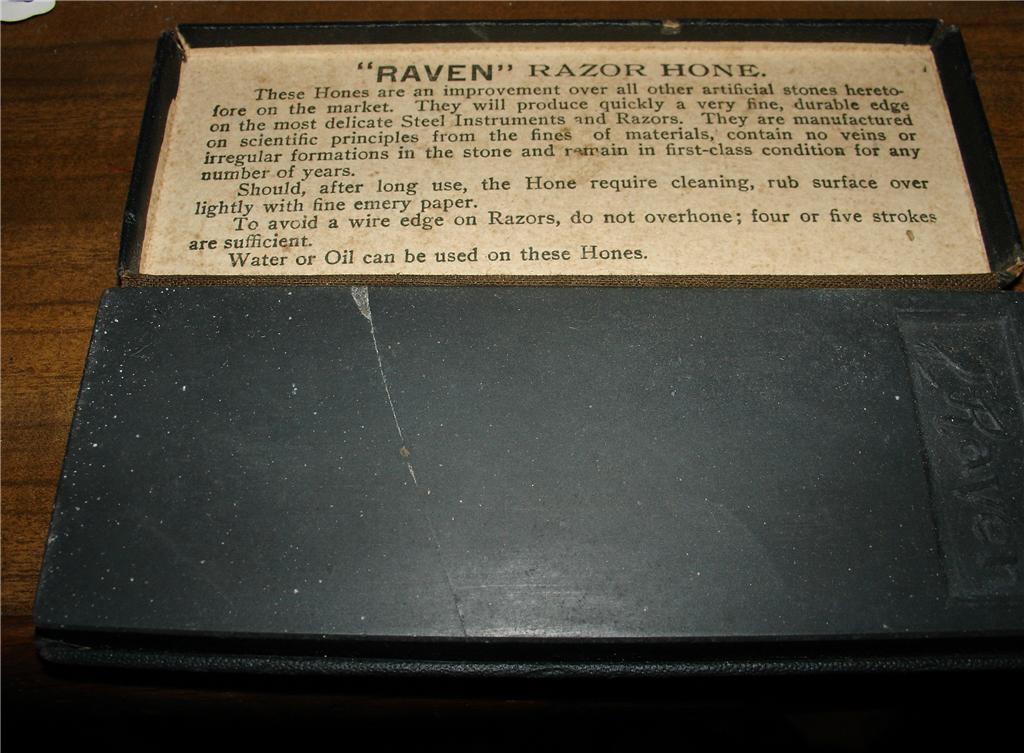 "RAVEN" RAZOR HONE.
These Hones are an improvement over all other artificial stones hereto-
fore on the market. They will produce quickly a very fine, durable edge
on the most delicate Steel Instruments and Razors. They are manufactured
on scientific principles from the fines of materials, contain no veins or
irregular formations in the stone and remain in first-class condition for any
number of years.
Should, after long use, the Hone require cleaning, rub surface over
lightly with fine emery paper.
To avoid a wire edge on Razors, do not overhone; four or five strokes
are sufficient.
Water or Oil can be used on these Hones.
Raven